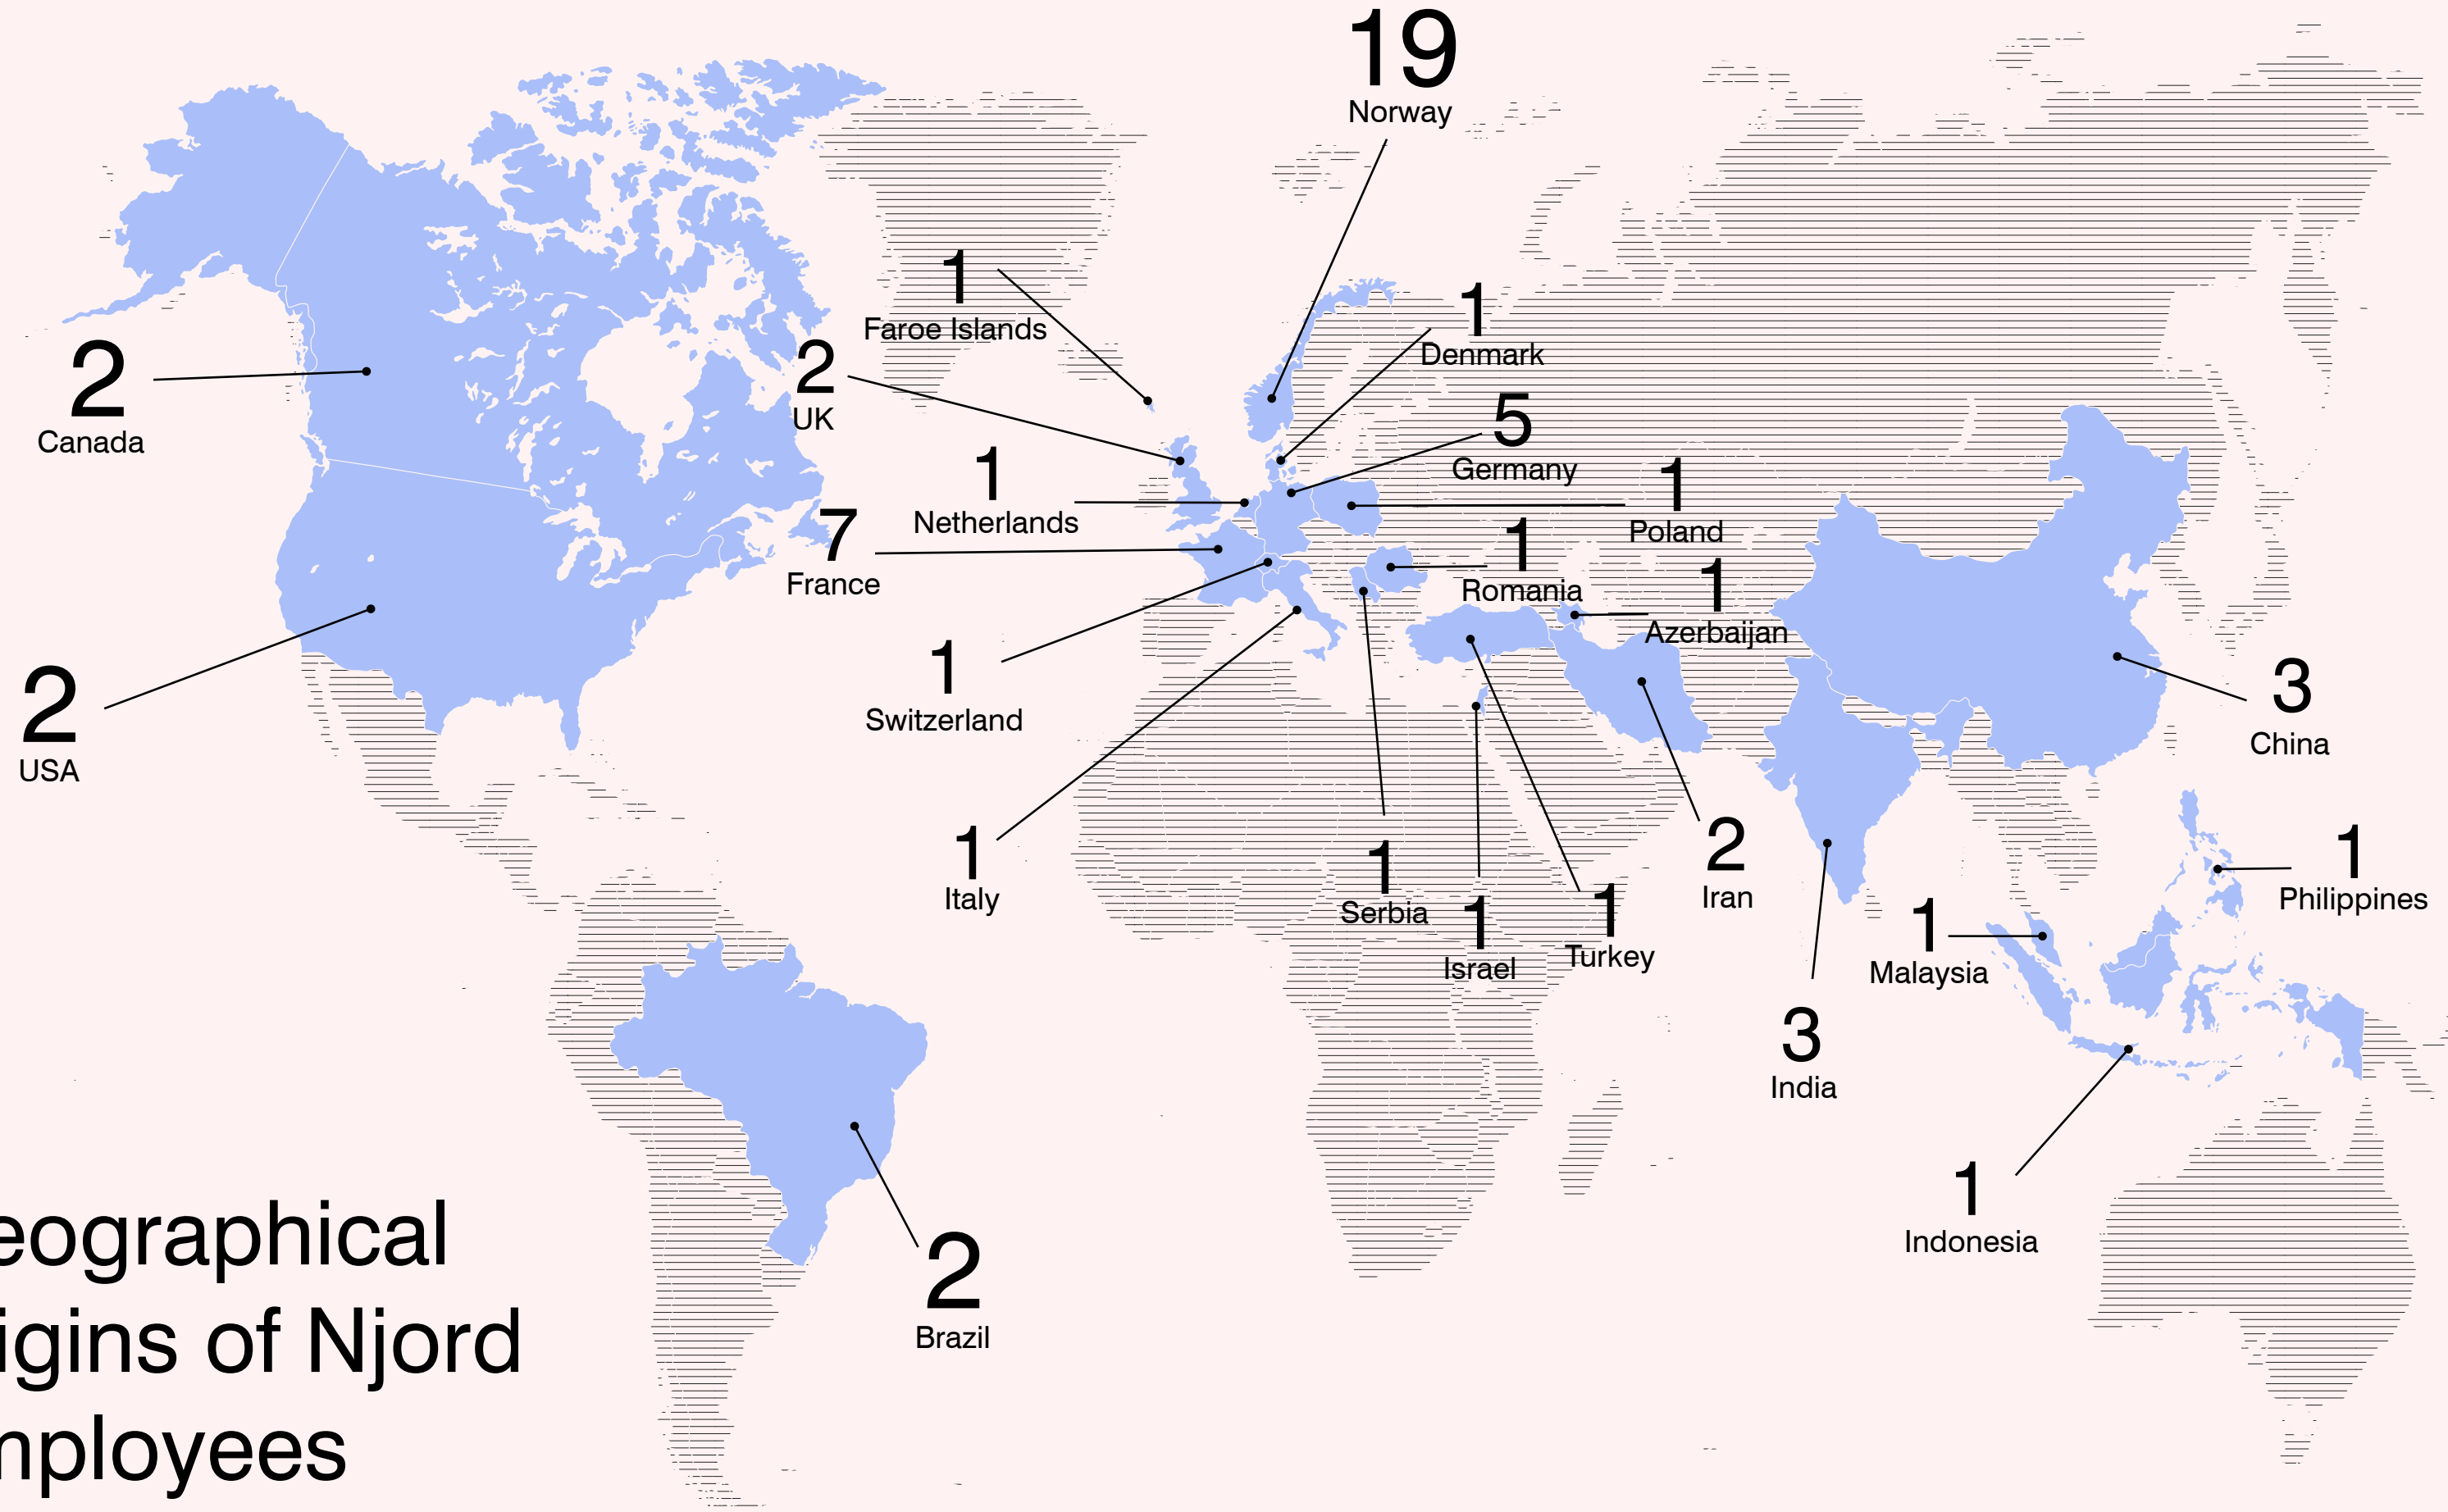 19
Norway
1
Faroe Islands
1
Denmark
2
Canada
2
UK
5
Germany
1
Netherlands
1
Poland
7
France
1
Romania
1
Azerbaijan
1
Switzerland
2
USA
3
China
1
Italy
1
Serbia
1
Israel
1
Turkey
2
Iran
1
Philippines
1
Malaysia
3
India
1
Indonesia
2
Brazil
eographical
igins of Njord
mployees